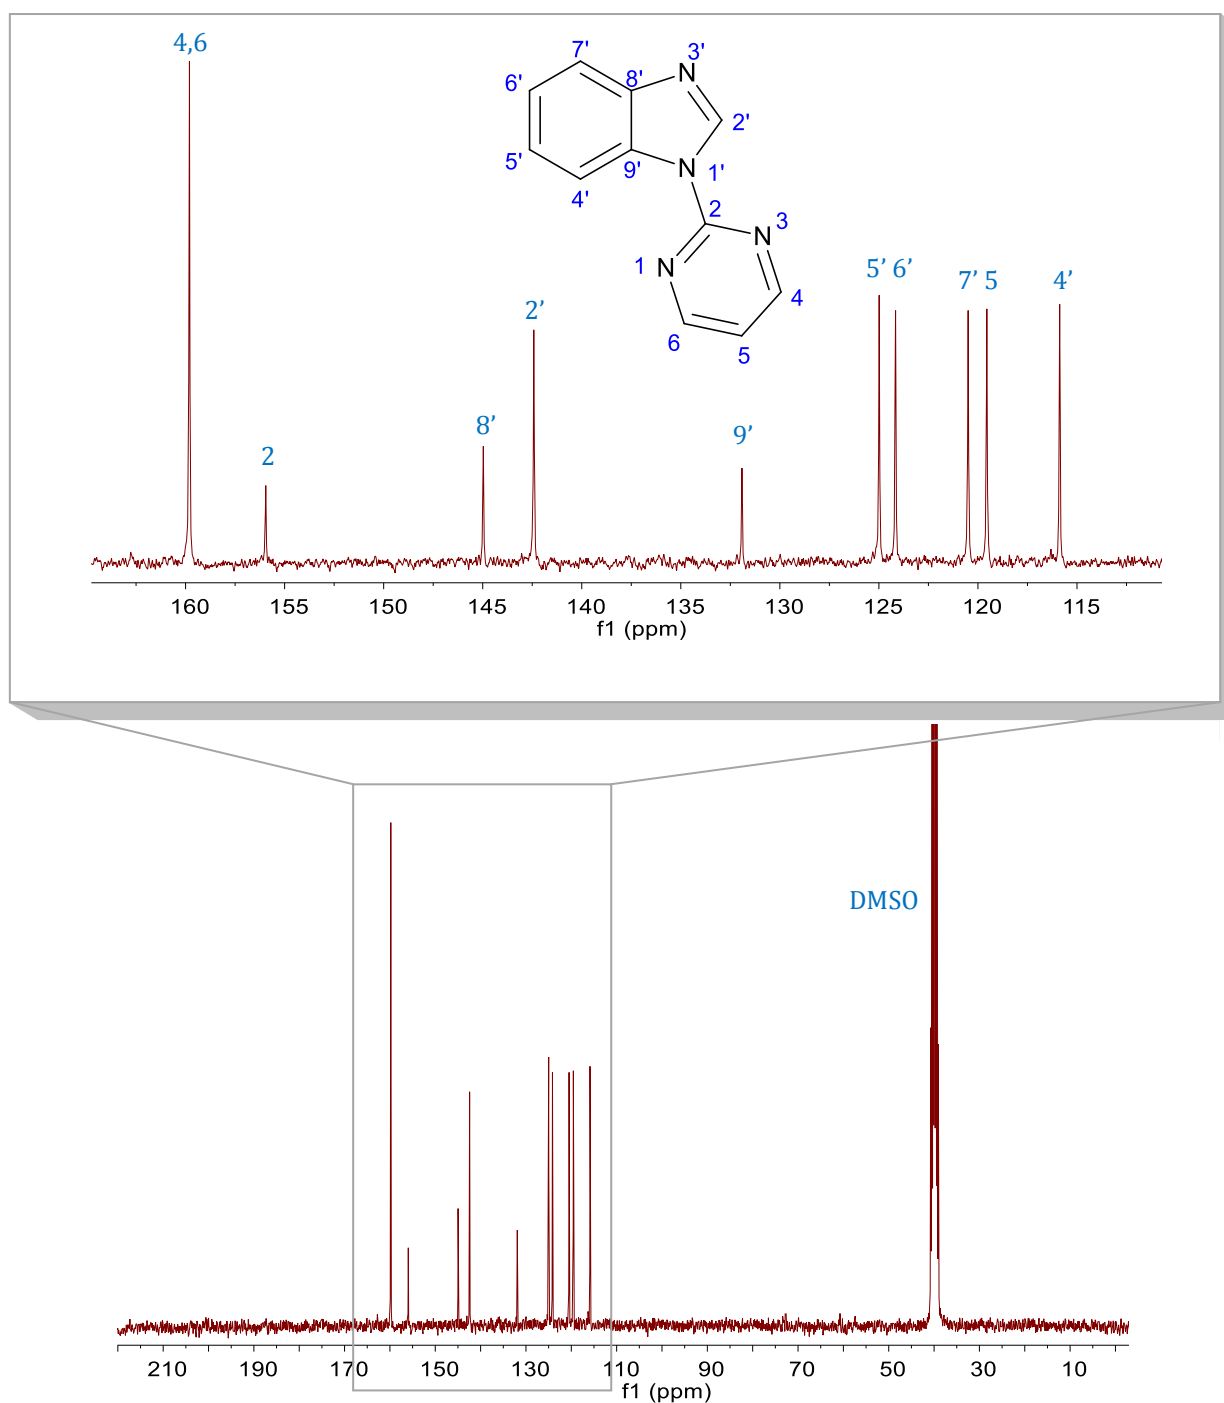 4,6
7' 3'
6' 8'
2'
5' 9' N 1'
4'
2 3
N
1 N
4
6
5
N
2
8’
2’
9’
5’ 6’
7’ 5
4’
160 155 150 145 140 135 130 125 120 115
f1 (ppm)
DMSO
210 190 170 150 130 110 90 70 50 30 10
f1 (ppm)